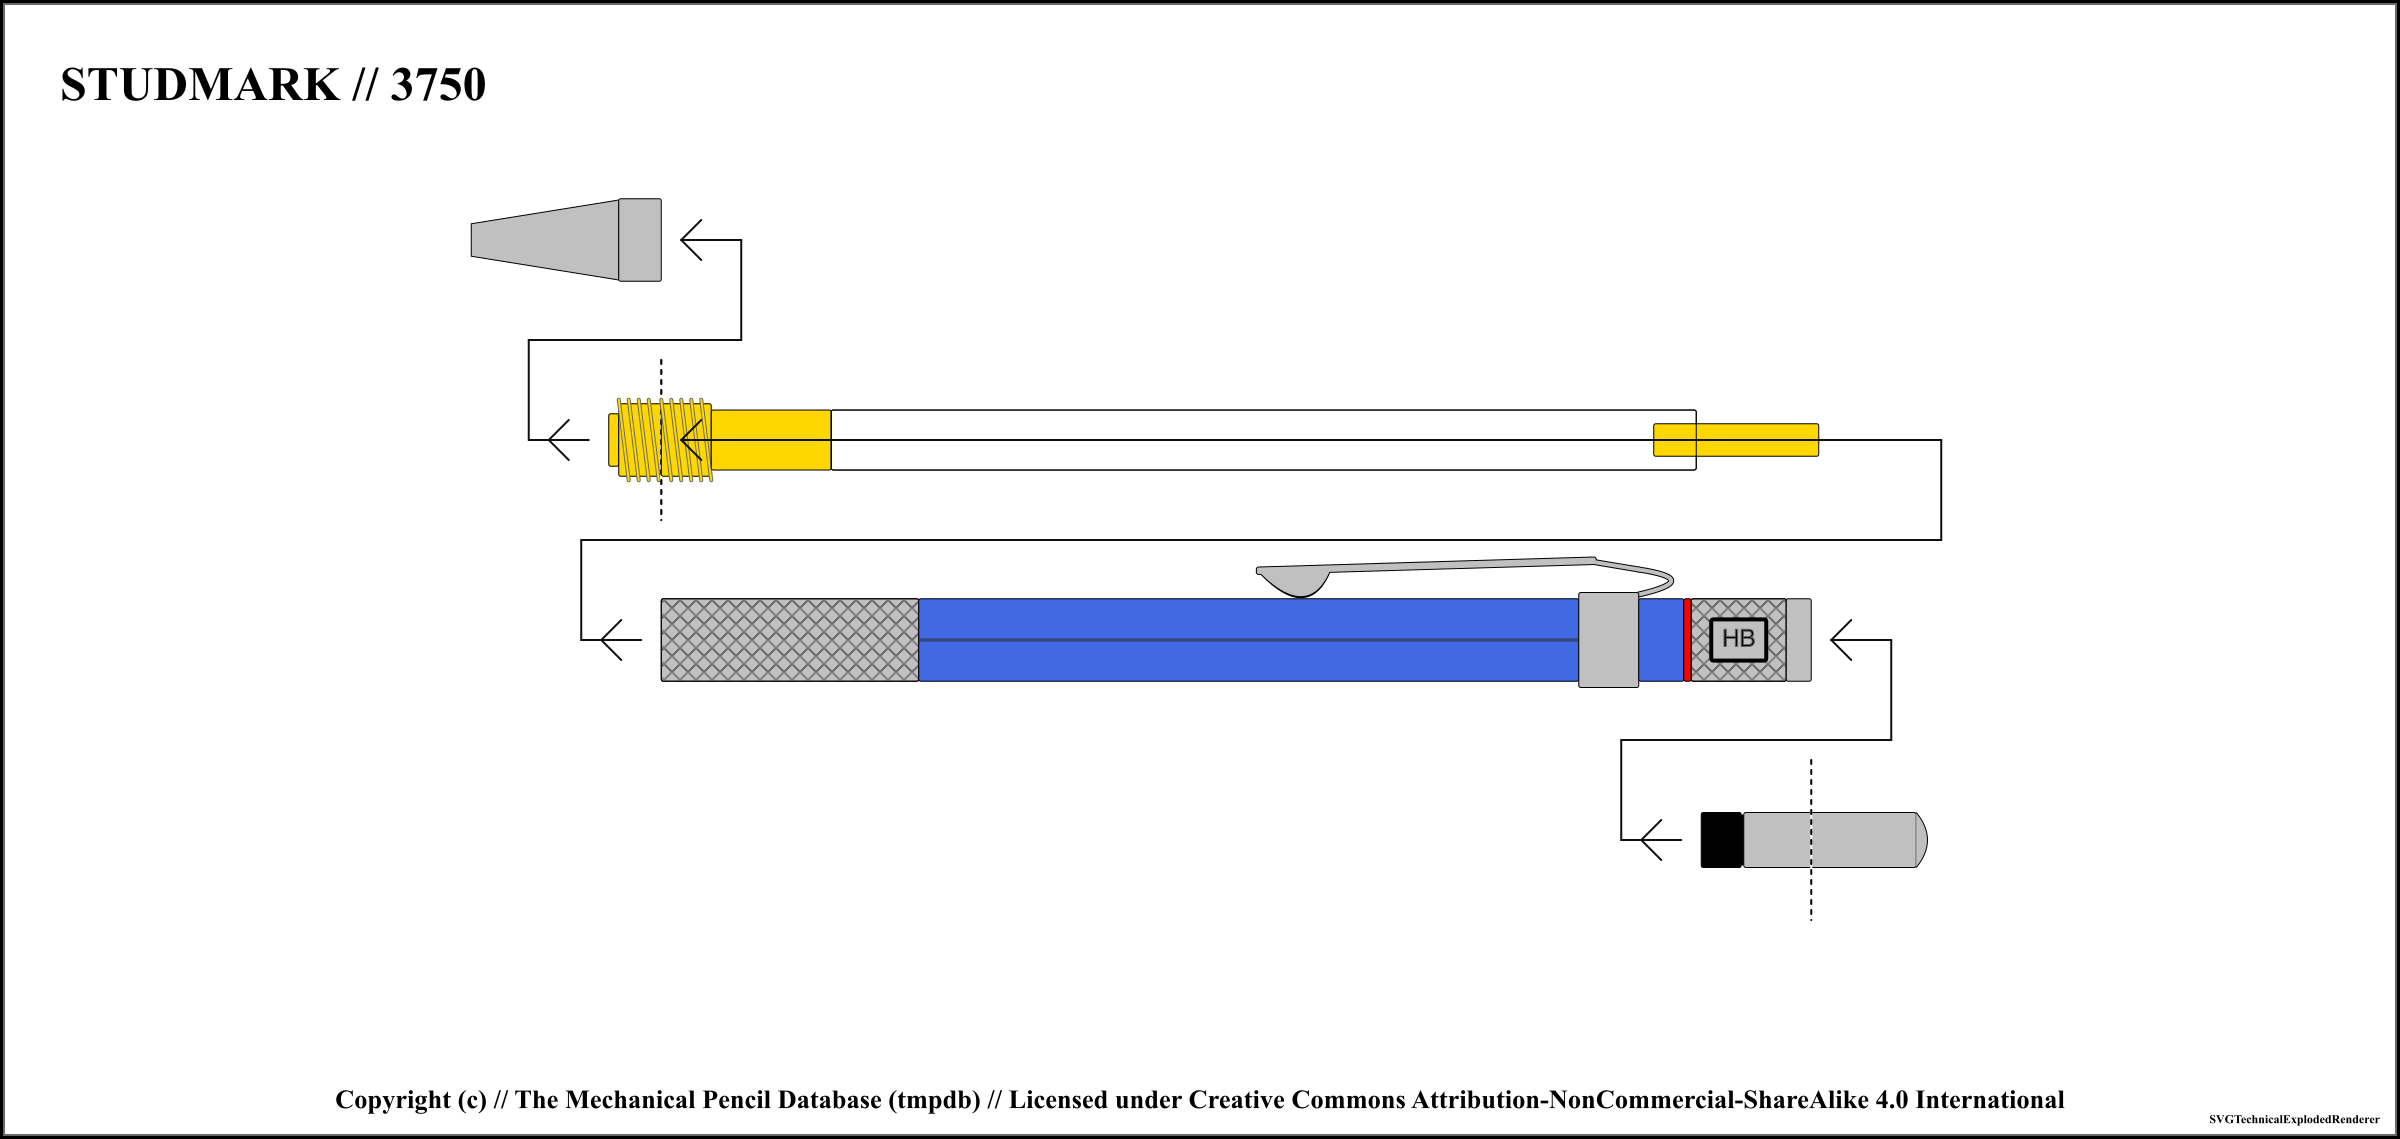 STUDMARK // 3750
HB
Copyright (c) // The Mechanical Pencil Database (tmpdb) // Licensed under Creative Commons Attribution-NonCommercial-ShareAlike 4.0 International
SVGTechnicalExplodedRenderer